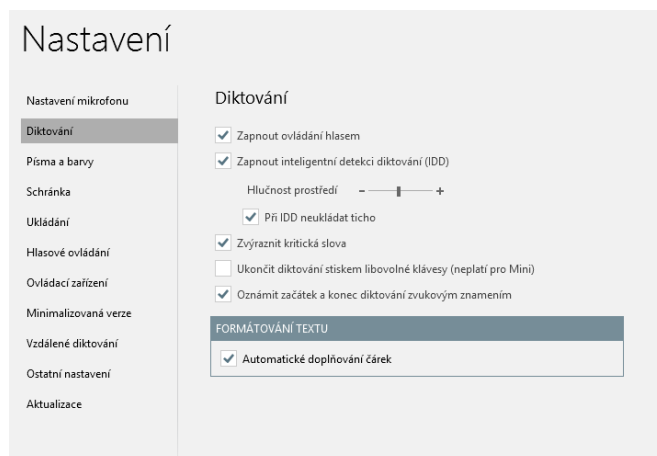 Nastavení
Nastavení mikrofonu
Diktování
Písma a barvy
Schránka
Ukládání
Hlasové ovládání
Ovládací zařízení
Minimalizovaná verze
Vzdálené diktování
Ostatní nastavení
Aktualizace
Diktování
Zapnout ovládání hlasem
Zapnout inteligentní detekci diktování (IDD)
Hlučnost prostředí - +
Při IDD neukládat ticho
Zvýraznit kritická slova
Ukončit diktování stiskem libovolné klávesy (neplatí pro Mini)
Oznámit začátek a konec diktování zvukovým znamením
FORMÁTOVÁNÍ TEXTU
Automatické doplňování čárek